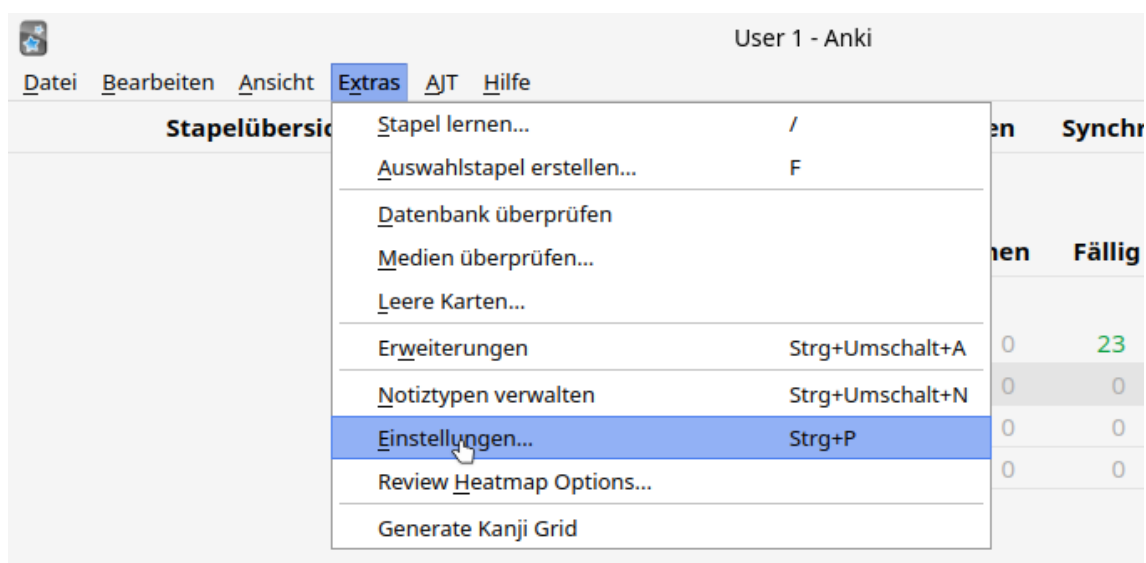 User 1 - Anki
Datei Bearbeiten Ansicht Extras AJT Hilfe
Stapelübersic en Synchr
Stapel lernen... /
Auswahlstapel erstellen... F
Datenbank überprüfen
Medien überprüfen... nen Fällig
Leere Karten...
Erweiterungen Strg+Umschalt+A 0 23
Notiztypen verwalten Strg+Umschalt+N 0 0
Einstellungen... Strg+P 0 0
Review Heatmap Options... 0 0
Generate Kanji Grid